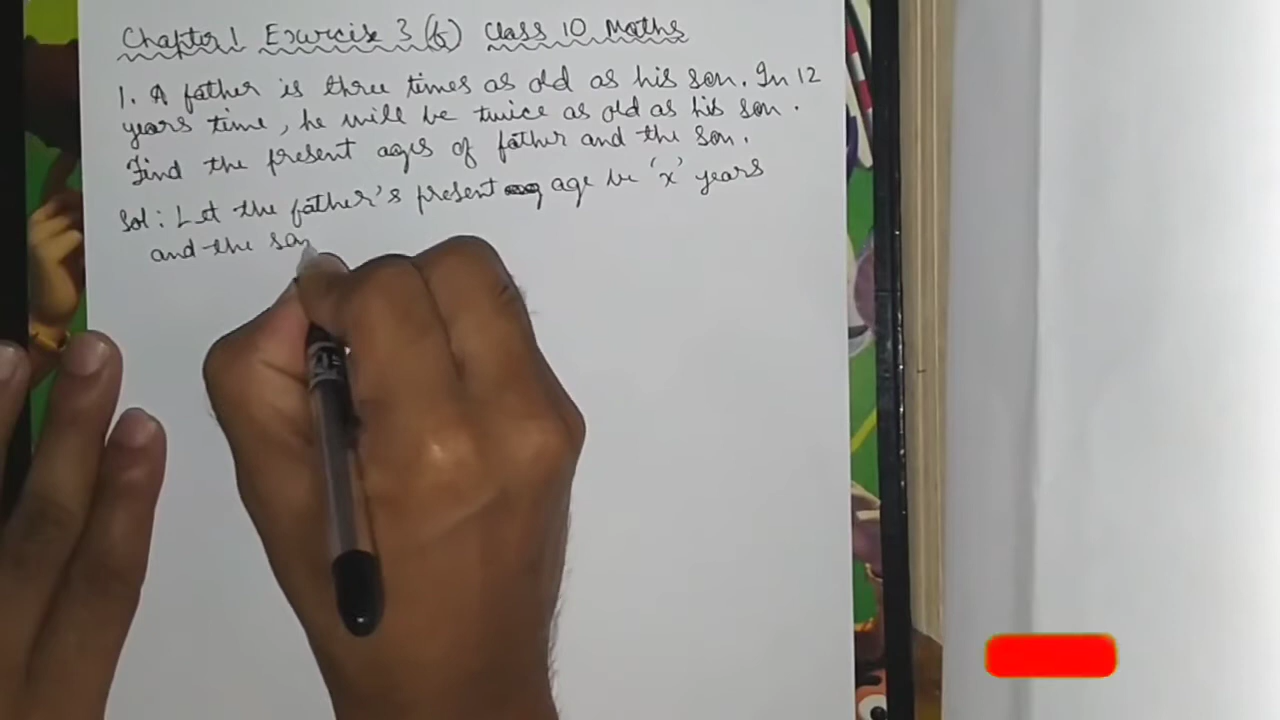 Chapter 1 Exercise 3 (f) Class 10 Maths
1. A father is three times as old as his son. In 12
years time, he will be twice as old as his son.
Find the present ages of father and the son.
Sol: Let the father's present age be 'x' years
and the son